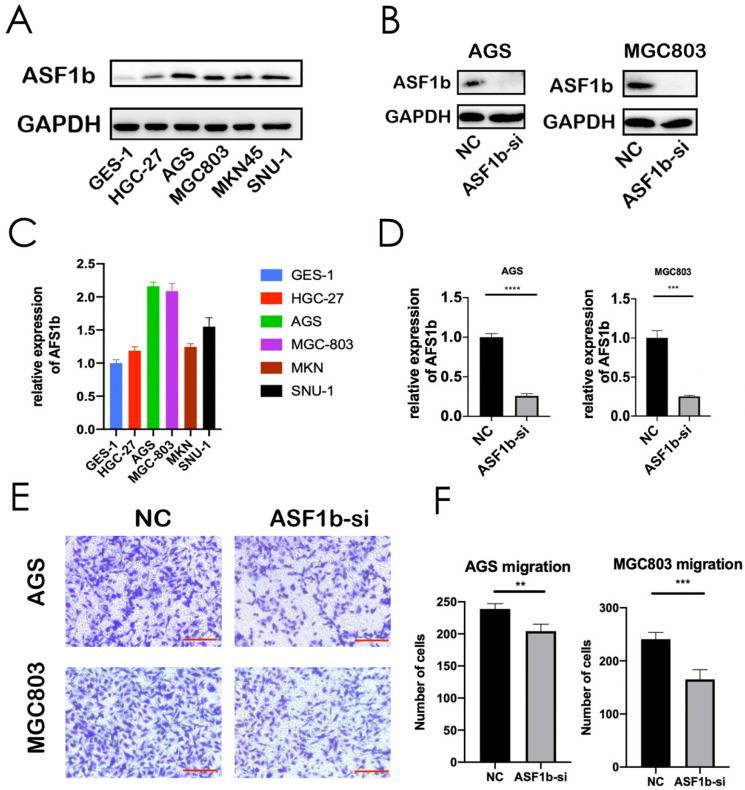 A
ASF1b
GAPDH
GES-1
HGC-27
AGS
MGC803
MKN45
SNU-1
B
AGS
ASF1b
GAPDH
NC
ASF1b-si
MGC803
ASF1b
GAPDH
NC
ASF1b-si
C
relative expression
of AFS1b
2.5
2.0
1.5
1.0
0.5
0.0
GES-1
HGC-27
AGS
MGC-803
MKN
SNU-1
GES-1
HGC-27
AGS
MGC-803
MKN
SNU-1
D
AGS
****
relative expression
of AFS1b
1.5
1.0
0.5
0.0
NC
ASF1b-si
MGC803
***
relative expression
of AFS1b
1.5
1.0
0.5
0.0
NC
ASF1b-si
E
NC
ASF1b-si
AGS
MGC803
F
AGS migration
**
Number of cells
250
200
150
100
50
0
NC
ASF1b-si
MGC803 migration
***
Number of cells
300
200
100
0
NC
ASF1b-si